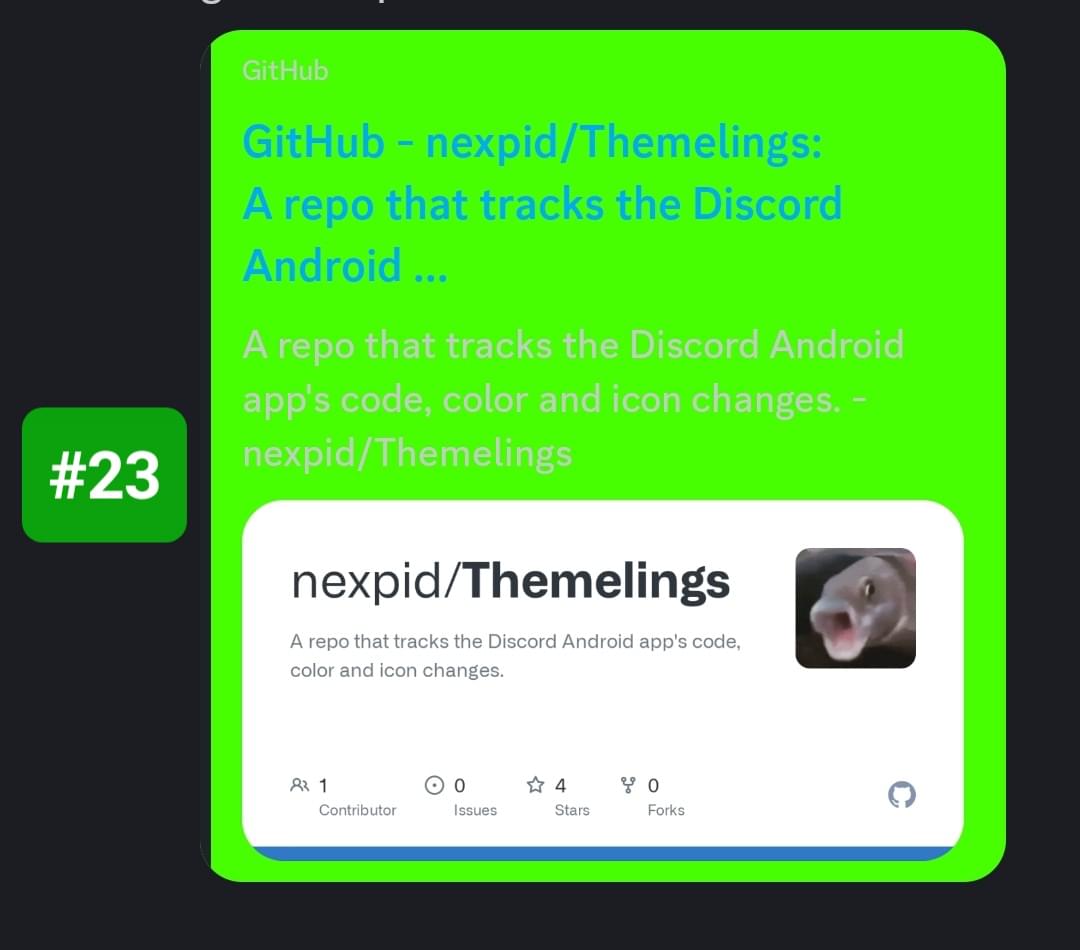 GitHub
GitHub - nexpid/Themelings:
A repo that tracks the Discord
Android ...
A repo that tracks the Discord Android
app's code, color and icon changes. -
nexpid/Themelings
#23
nexpid/Themelings
A repo that tracks the Discord Android app's code,
color and icon changes.
1 0 4 0
Contributor Issues Stars Forks